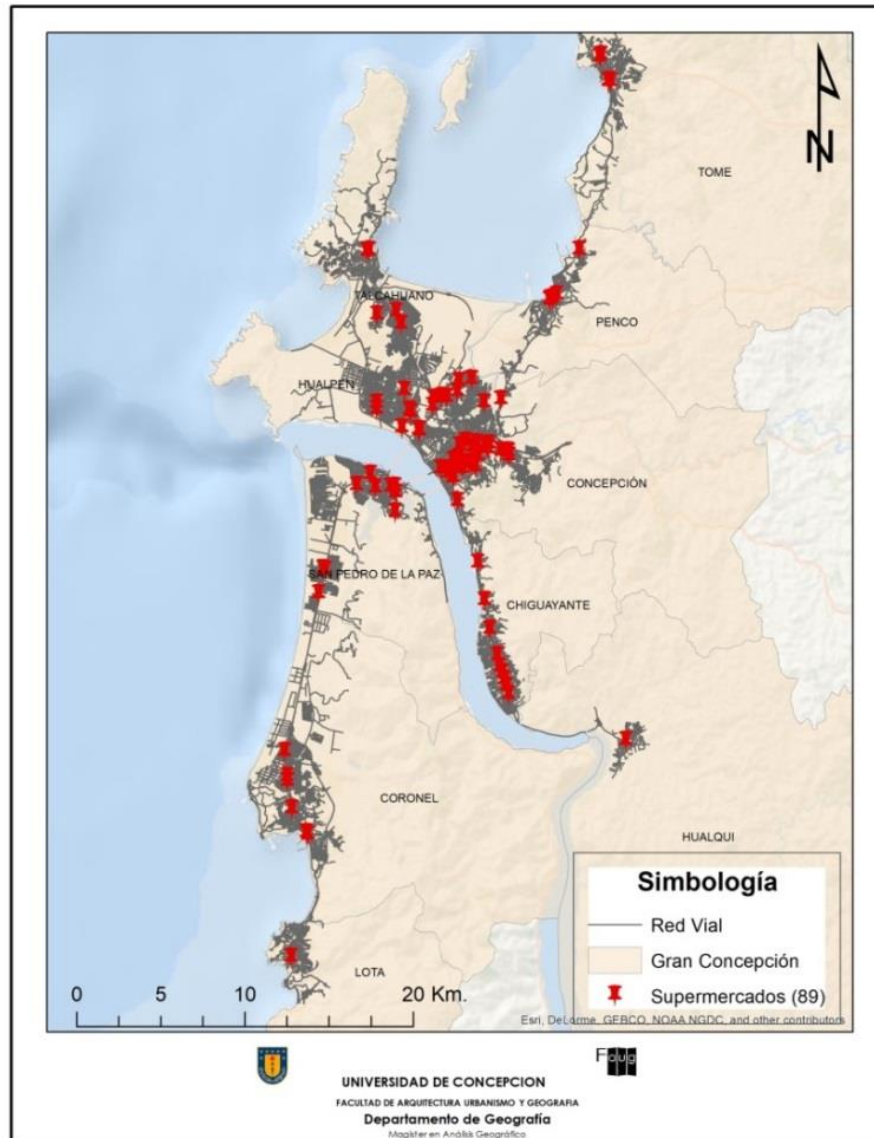 N
TOME
TALCAHUANO
PENCO
HUALPEN
CONCEPCIÓN
SAN PEDRO DE LA PAZ
CHIGUAYANTE
CORONEL
HUALQUI
LOTA
Simbología
Red Vial
Gran Concepción
Supermercados (89)
0 10 20 Km.
Esri, DeLorme, GEBCO, NOAA NGDC, and other contributors
Faug
UNIVERSIDAD DE CONCEPCION
FACULTAD DE ARQUITECTURA URBANISMO Y GEOGRAFIA
Departamento de Geografía
Magíster en Análisis Geográfico